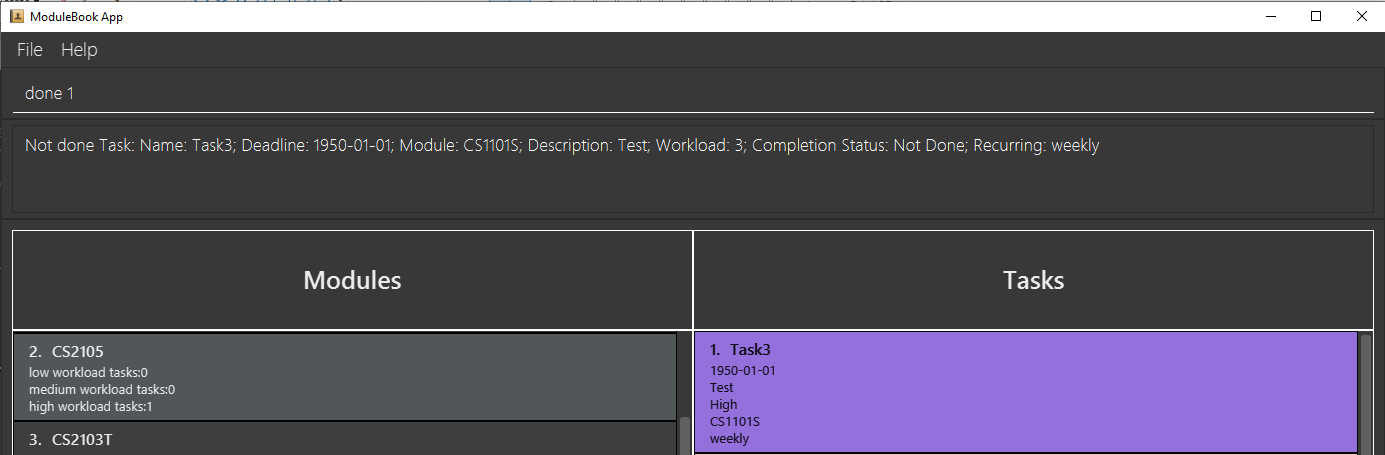 ModuleBook App
File Help
done 1
Not done Task: Name: Task3; Deadline: 1950-01-01; Module: CS1101S; Description: Test; Workload: 3; Completion Status: Not Done; Recurring: weekly
Modules
Tasks
2. CS2105
low workload tasks:0
medium workload tasks:0
high workload tasks:1
3. CS2103T
1. Task3
1950-01-01
Test
High
CS1101S
weekly